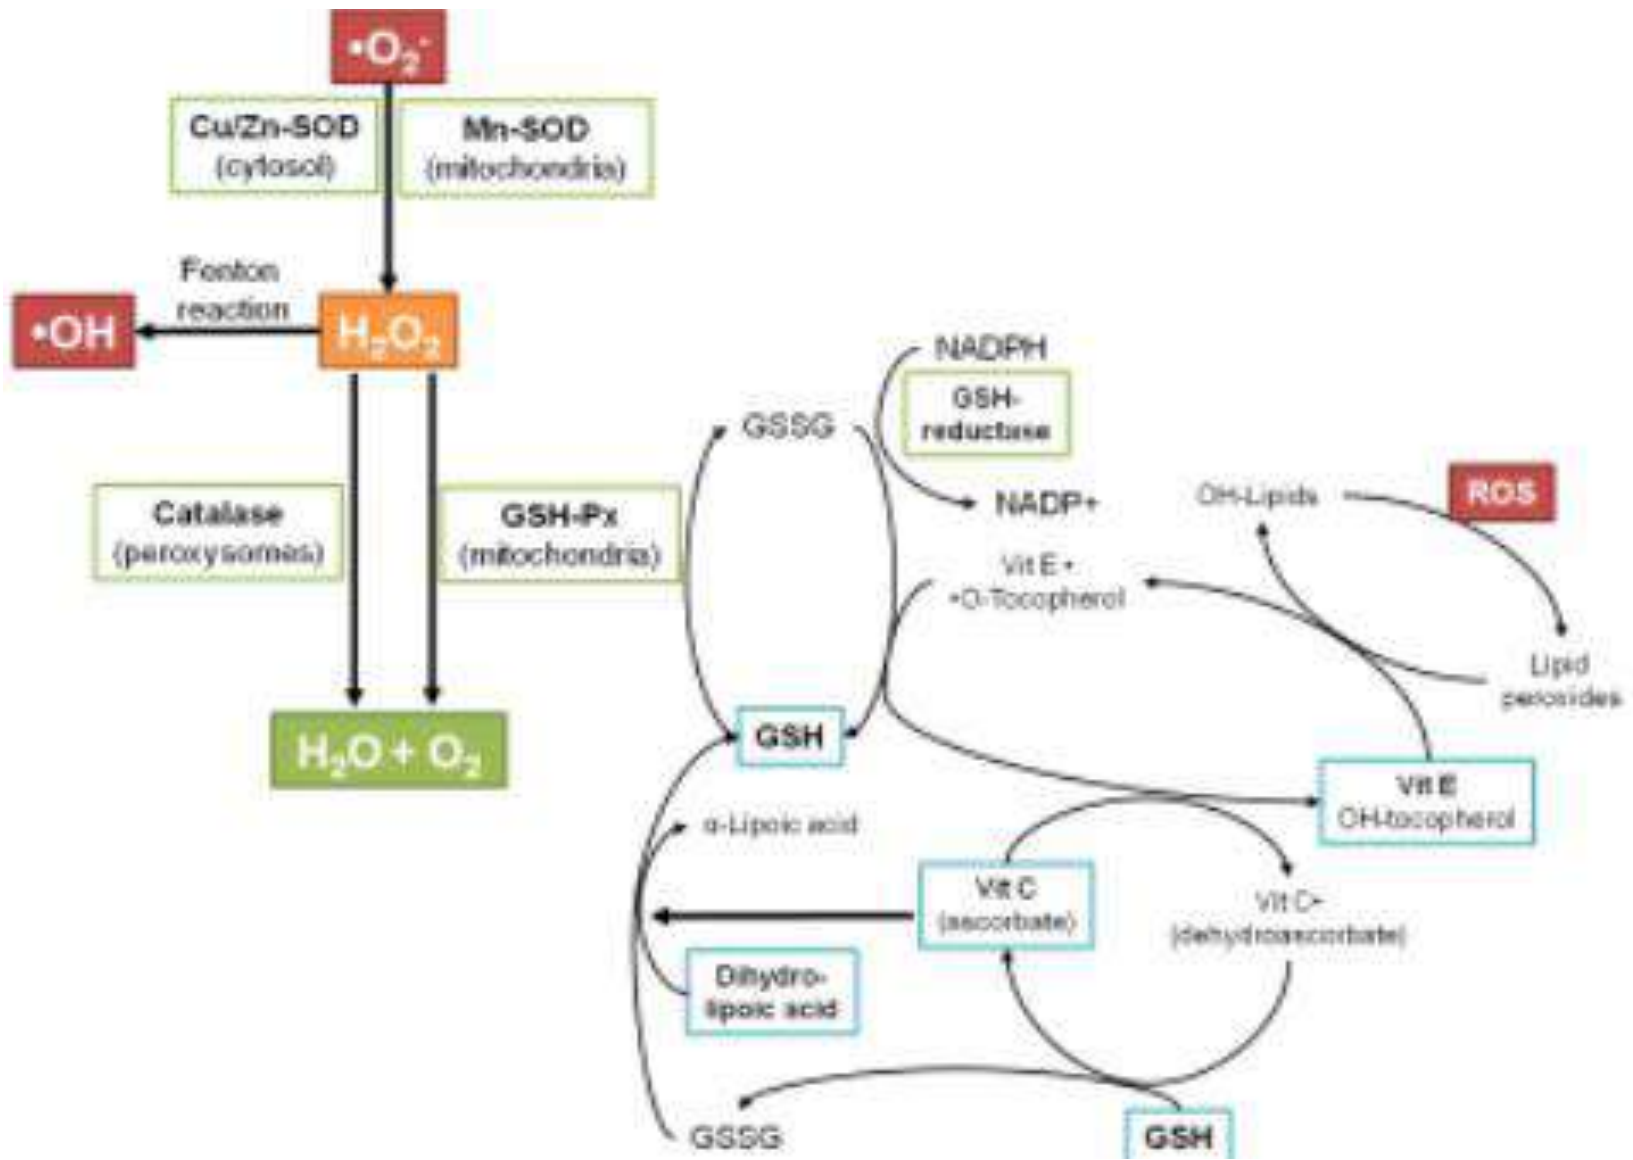 •O₂⁻
Cu/Zn-SOD
(cytosol)
Mn-SOD
(mitochondria)
Fenton
reaction
•OH
H₂O₂
NADPH
GSH-
reductase
GSSG
NADP+
OH-Lipids
ROS
Catalase
(peroxysomes)
GSH-Px
(mitochondria)
Vit E •
•O-Tocopherol
Lipid
peroxides
GSH
H₂O + O₂
Vit E
OH-tocopherol
α-Lipoic acid
Vit C
(ascorbate)
Vit C•
(dehydroascorbate)
Dihydro-
lipoic acid
GSSG
GSH